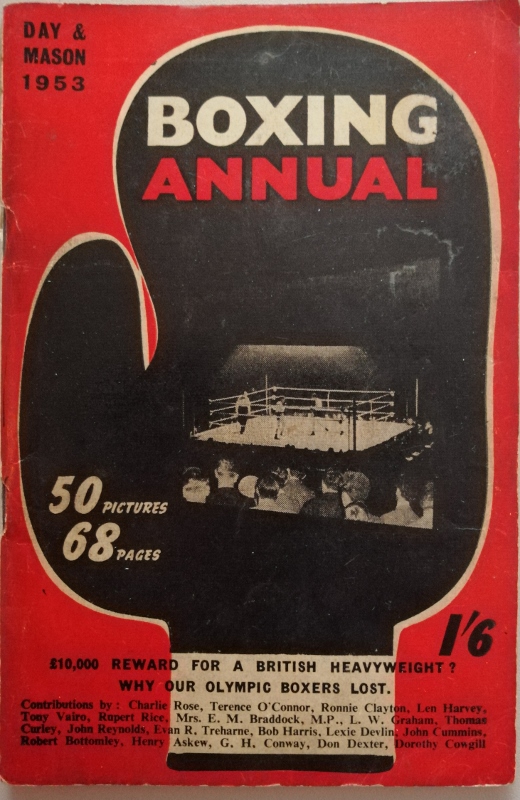 DAY &
MASON
1953
BOXING
ANNUAL
50 PICTURES
68 PAGES
1'6
£10,000 REWARD FOR A BRITISH HEAVYWEIGHT?
WHY OUR OLYMPIC BOXERS LOST.
Contributions by: Charlie Rose, Terence O'Connor, Ronnie Clayton, Len Harvey,
Tony Vairo, Rupert Rice, Mrs. E. M. Braddock, M.P., L. W. Graham, Thomas
Curley, John Reynolds, Evan R, Treharne, Bob Harris, Lexie Devlin, John Cummins,
Robert Bottomley, Henry Askew, G. H. Conway, Don Dexter, Dorothy Cowgill